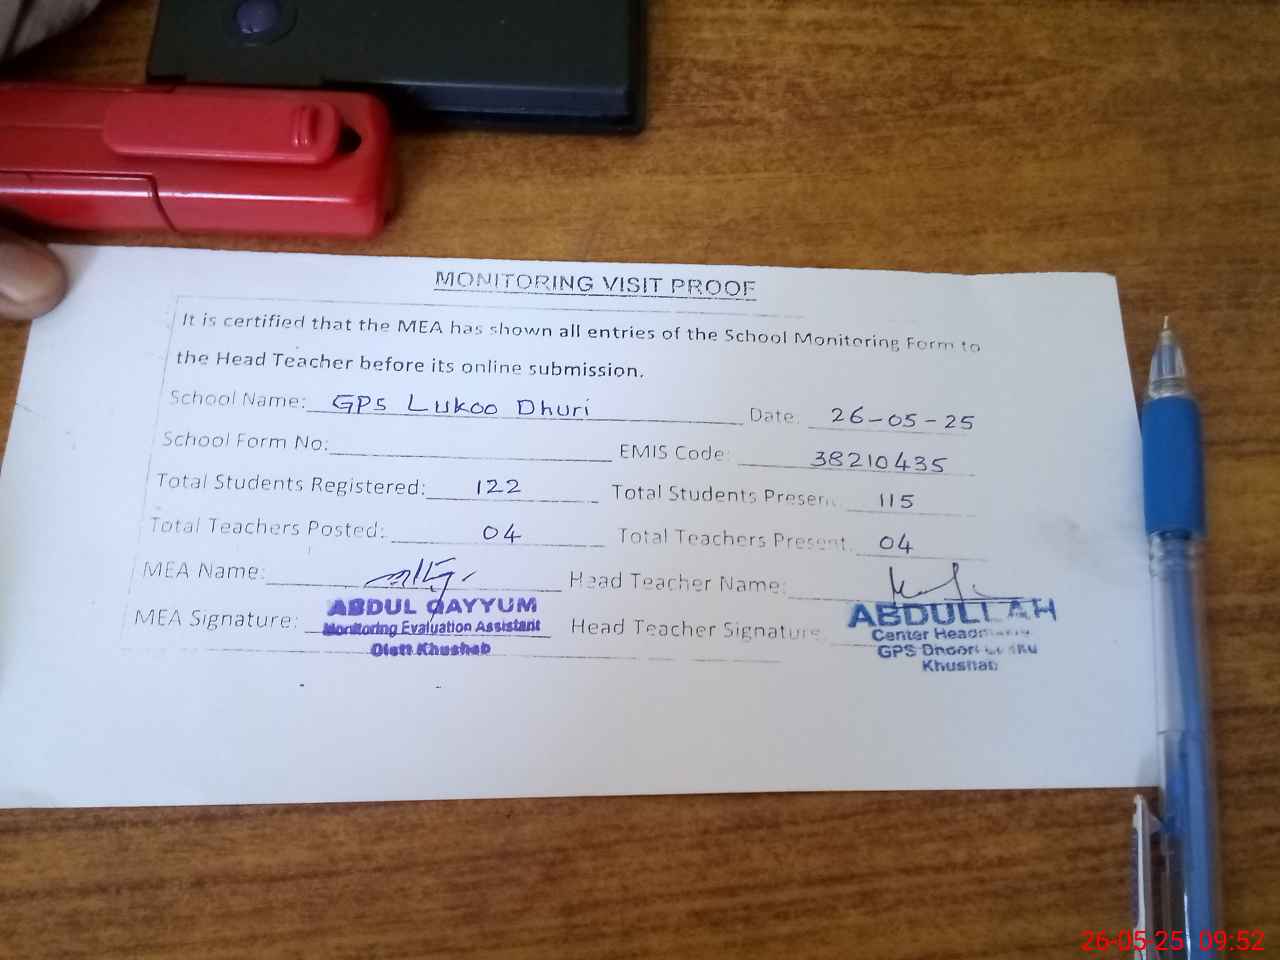 MONITORING VISIT PROOF
It is certified that the MEA has shown all entries of the School Monitoring Form to
the Head Teacher before its online submission.
School Name: GPS Lukoo Dhuri Date: 26-05-25
School Form No: EMIS Code: 38210435
Total Students Registered: 122 Total Students Present 115
Total Teachers Posted: 04 Total Teachers Present 04
MEA Name: Head Teacher Name:
MEA Signature: ABDUL QAYYUM Head Teacher Signature: ABDULLAH
Monitoring Evaluation Assistant Center
Distt Khushab GPS
Khushab
26-05-25 09:52